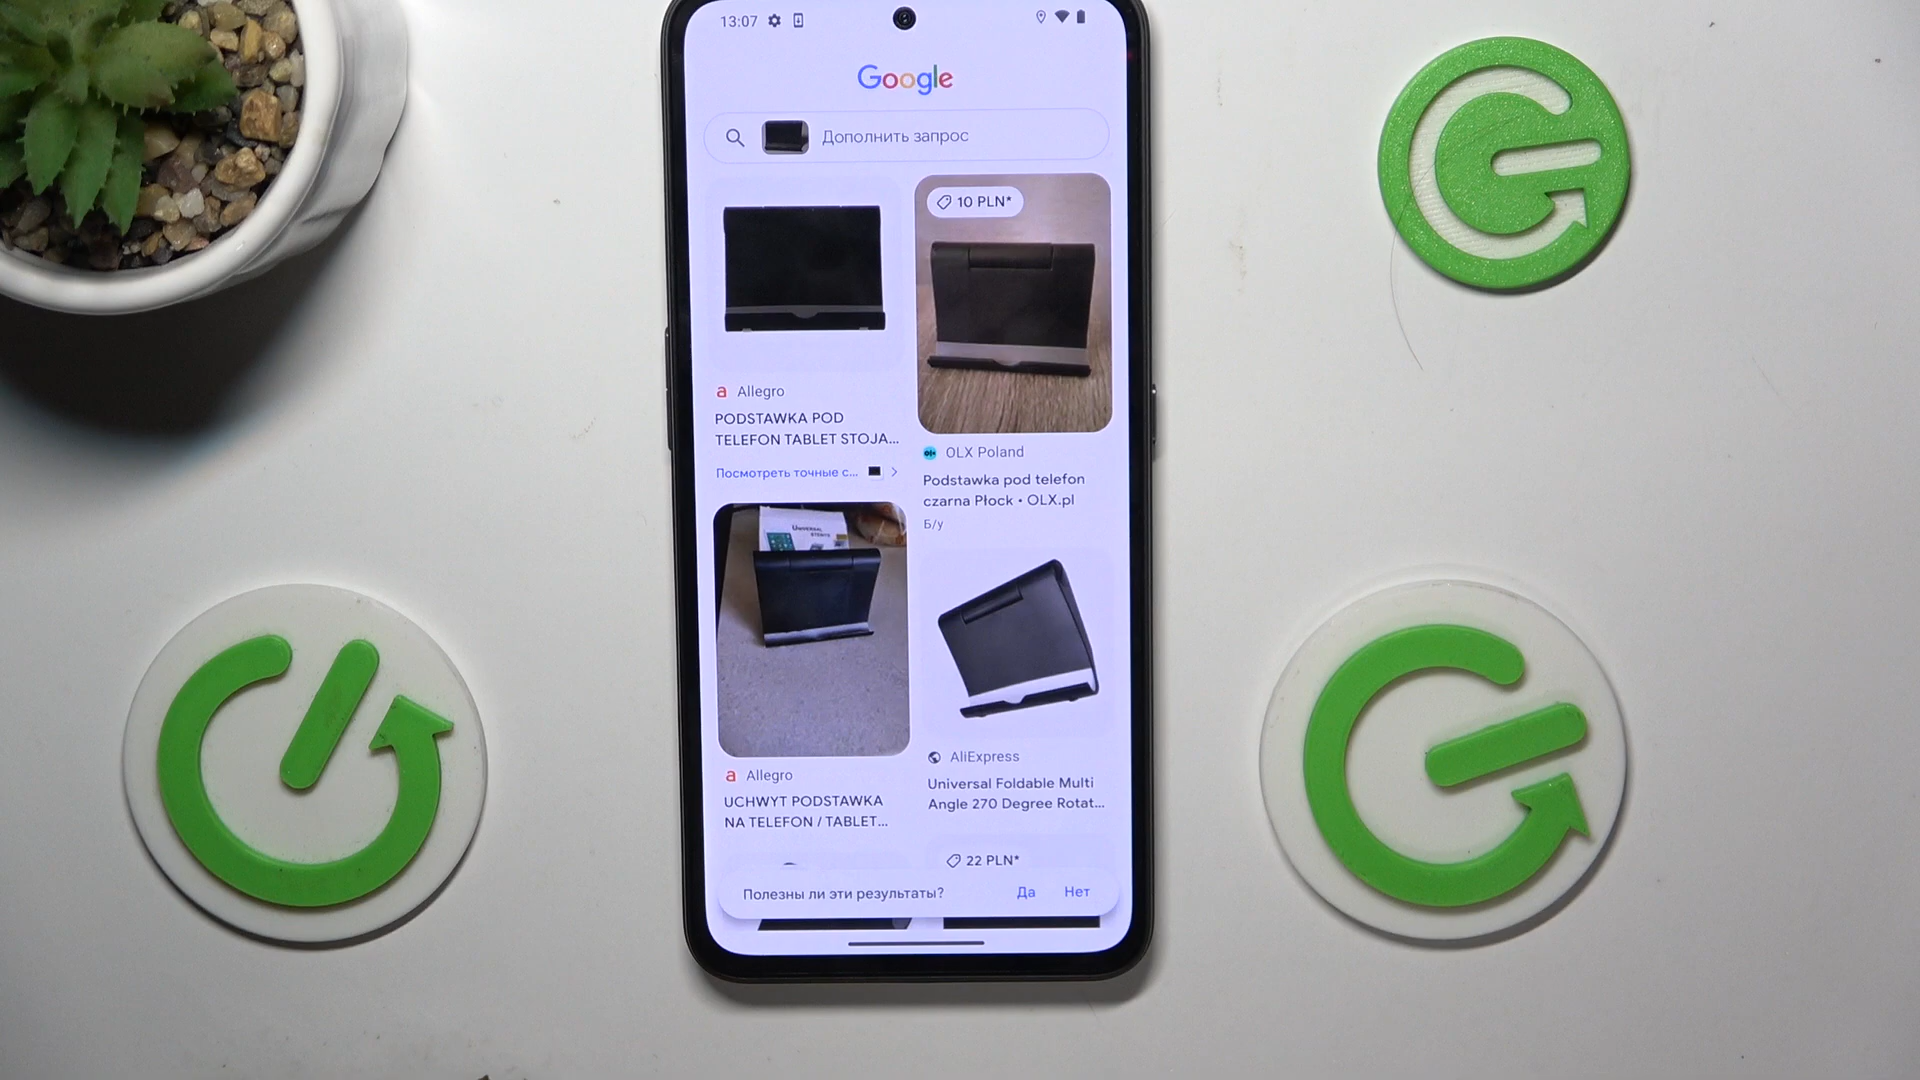 13:07
Google
Дополнить запрос
10 PLN*
Allegro
PODSTAWKA POD
TELEFON TABLET STOJA...
Посмотреть точные с...
OLX Poland
Podstawka pod telefon
czarna Płock • OLX.pl
Б/у
UNIVERSAL
STENTS
Allegro
UCHWYT PODSTAWKA
NA TELEFON / TABLET...
AliExpress
Universal Foldable Multi
Angle 270 Degree Rotat...
22 PLN*
Полезны ли эти результаты?
Да
Нет